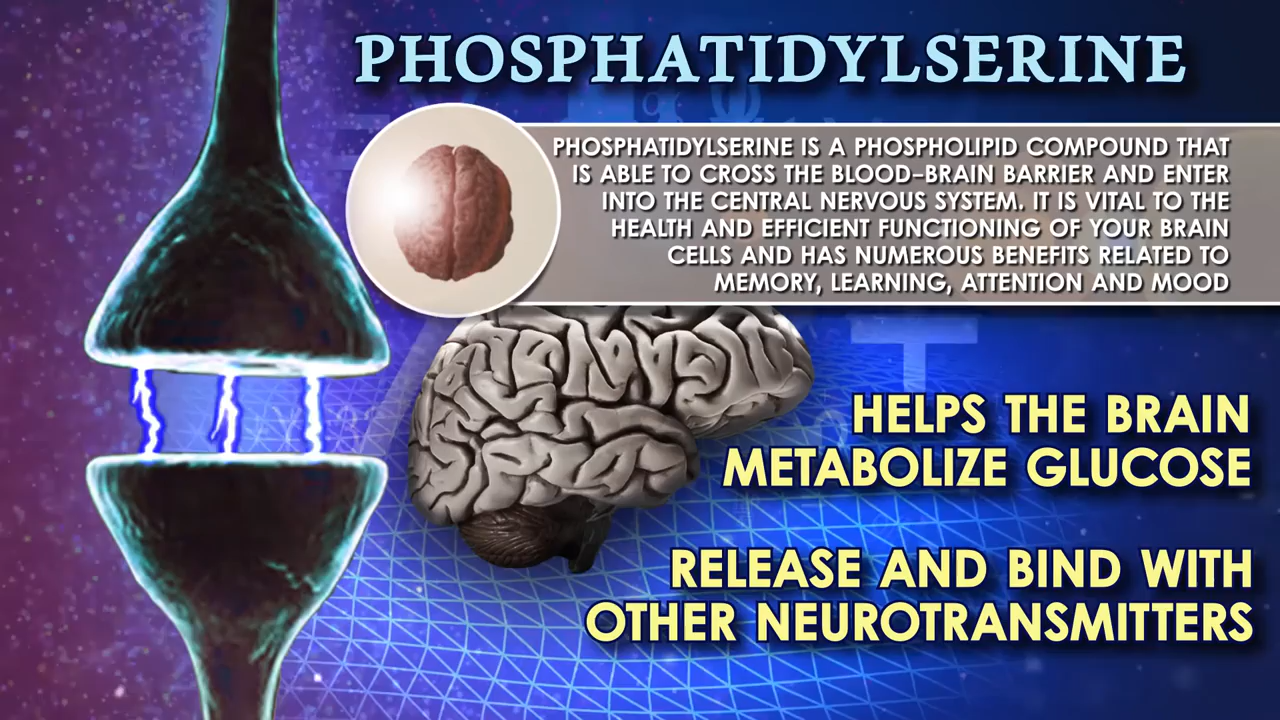 PHOSPHATIDYLSERINE
PHOSPHATIDYLSERINE IS A PHOSPHOLIPID COMPOUND THAT
IS ABLE TO CROSS THE BLOOD–BRAIN BARRIER AND ENTER
INTO THE CENTRAL NERVOUS SYSTEM. IT IS VITAL TO THE
HEALTH AND EFFICIENT FUNCTIONING OF YOUR BRAIN
CELLS AND HAS NUMEROUS BENEFITS RELATED TO
MEMORY, LEARNING, ATTENTION AND MOOD
HELPS THE BRAIN
METABOLIZE GLUCOSE
RELEASE AND BIND WITH
OTHER NEUROTRANSMITTERS